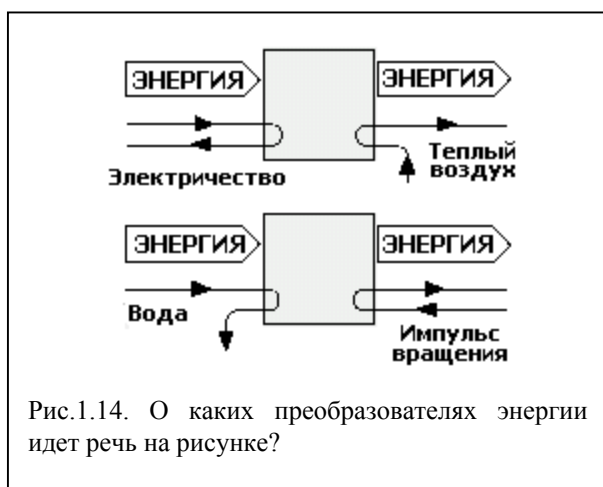 ЭНЕРГИЯ ЭНЕРГИЯ
Электричество
Теплый
воздух
ЭНЕРГИЯ ЭНЕРГИЯ
Вода
Импульс
вращения
Рис.1.14. О каких преобразователях энергии
идет речь на рисунке?